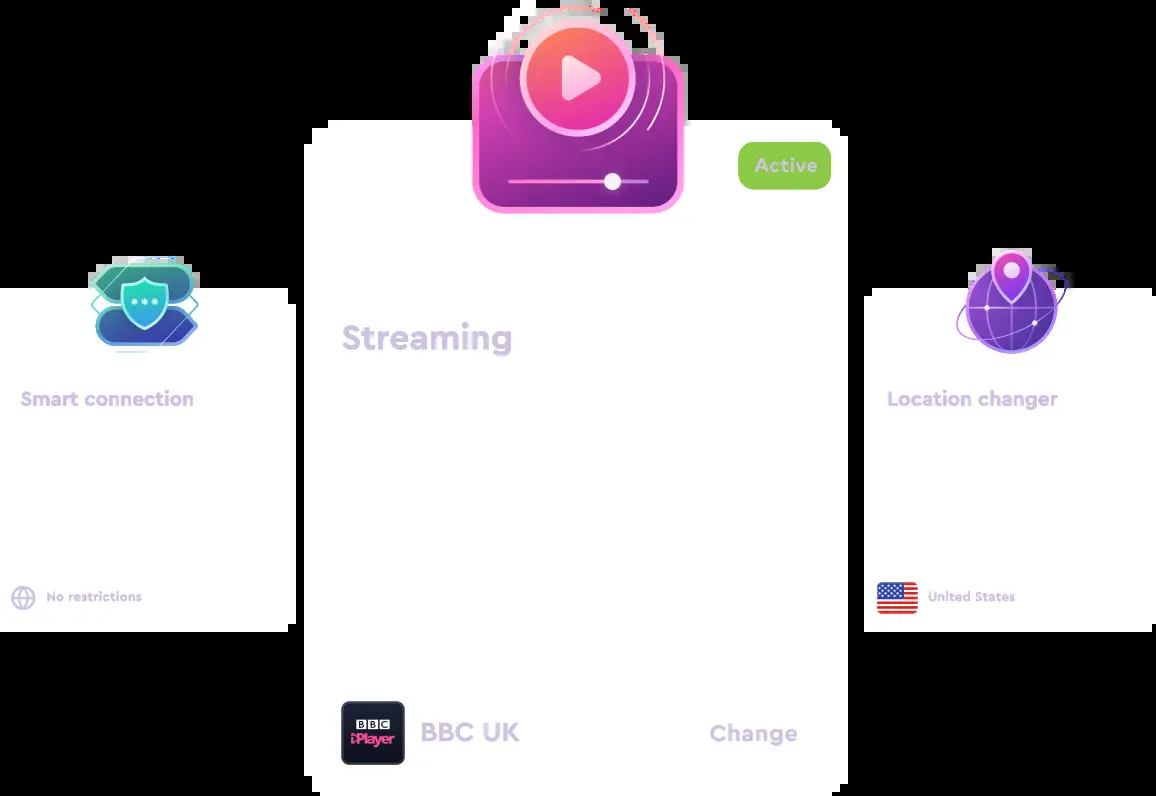 Active
Streaming
Smart connection
Location changer
No restrictions
United States
BBC
iPlayer
BBC UK
Change